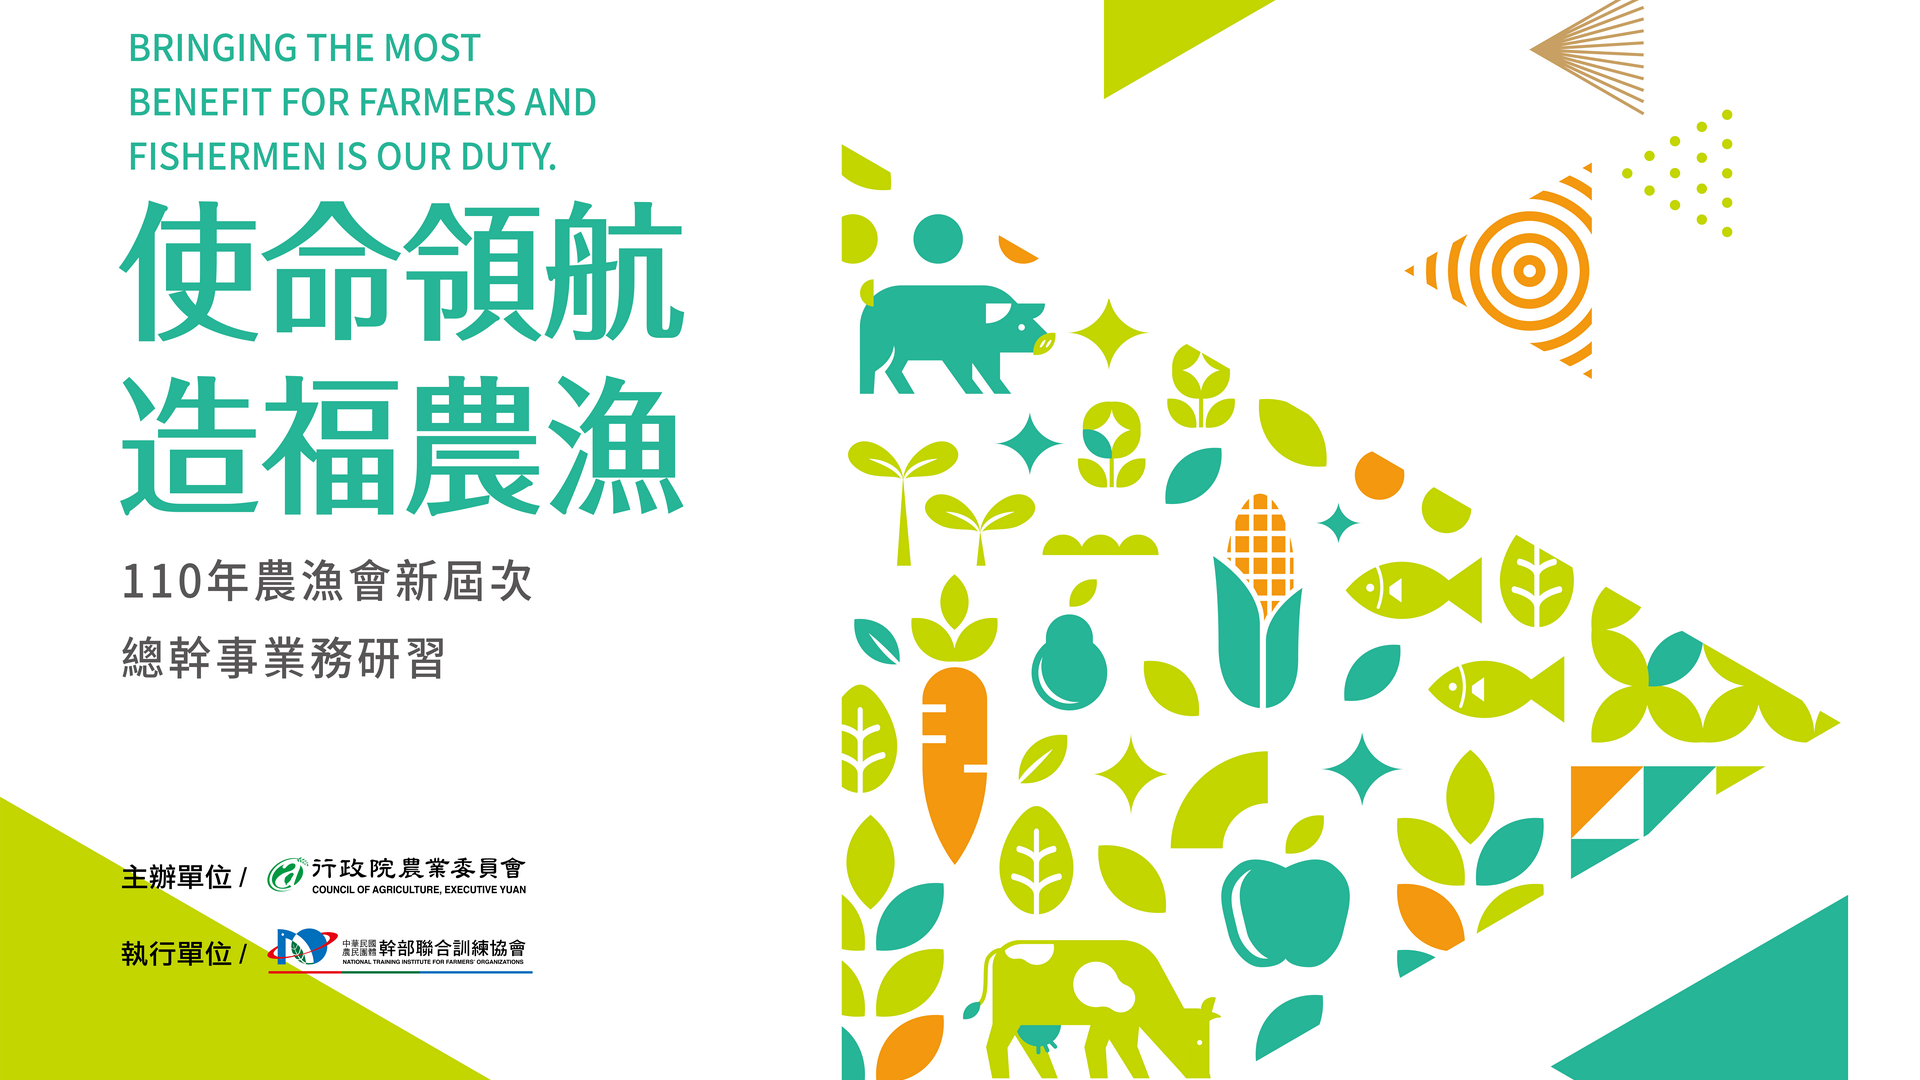 BRINGING THE MOST
BENEFIT FOR FARMERS AND
FISHERMEN IS OUR DUTY.
使命領航
造福農漁
110年農漁會新屆次
總幹事業務研習
主辦單位 / 行政院農業委員會
COUNCIL OF AGRICULTURE, EXECUTIVE YUAN
執行單位 / 中華民國農民團體 幹部聯合訓練協會
NATIONAL TRAINING INSTITUTE FOR FARMERS' ORGANIZATIONS